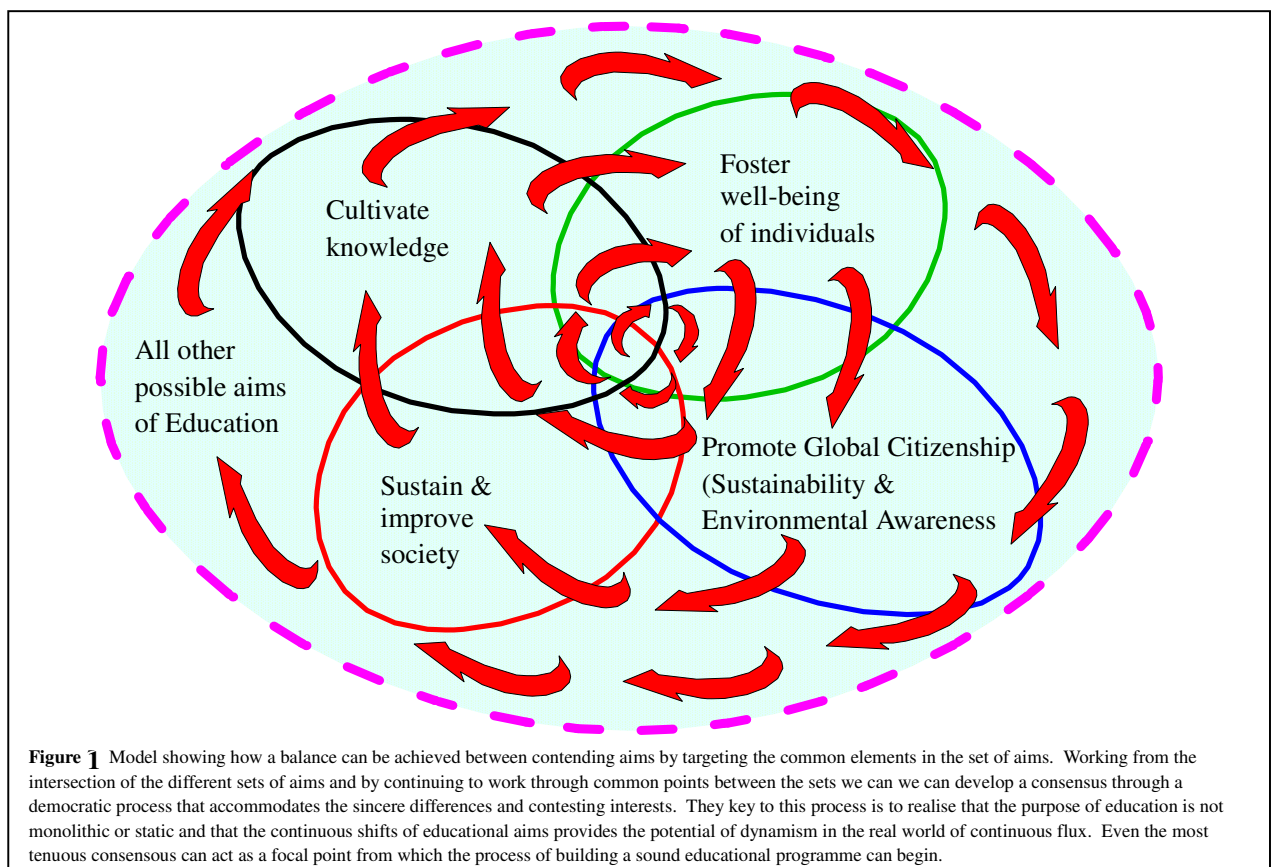 Cultivate
knowledge
Foster
well-being
of individuals
All other
possible aims
of Education
Promote Global Citizenship
(Sustainability &
Environmental Awareness
Sustain &
improve
society
Figure 1 Model showing how a balance can be achieved between contending aims by targeting the common elements in the set of aims. Working from the
intersection of the different sets of aims and by continuing to work through common points between the sets we can we can develop a consensus through a
democratic process that accommodates the sincere differences and contesting interests. They key to this process is to realise that the purpose of education is not
monolithic or static and that the continuous shifts of educational aims provides the potential of dynamism in the real world of continuous flux. Even the most
tenuous consensous can act as a focal point from which the process of building a sound educational programme can begin.